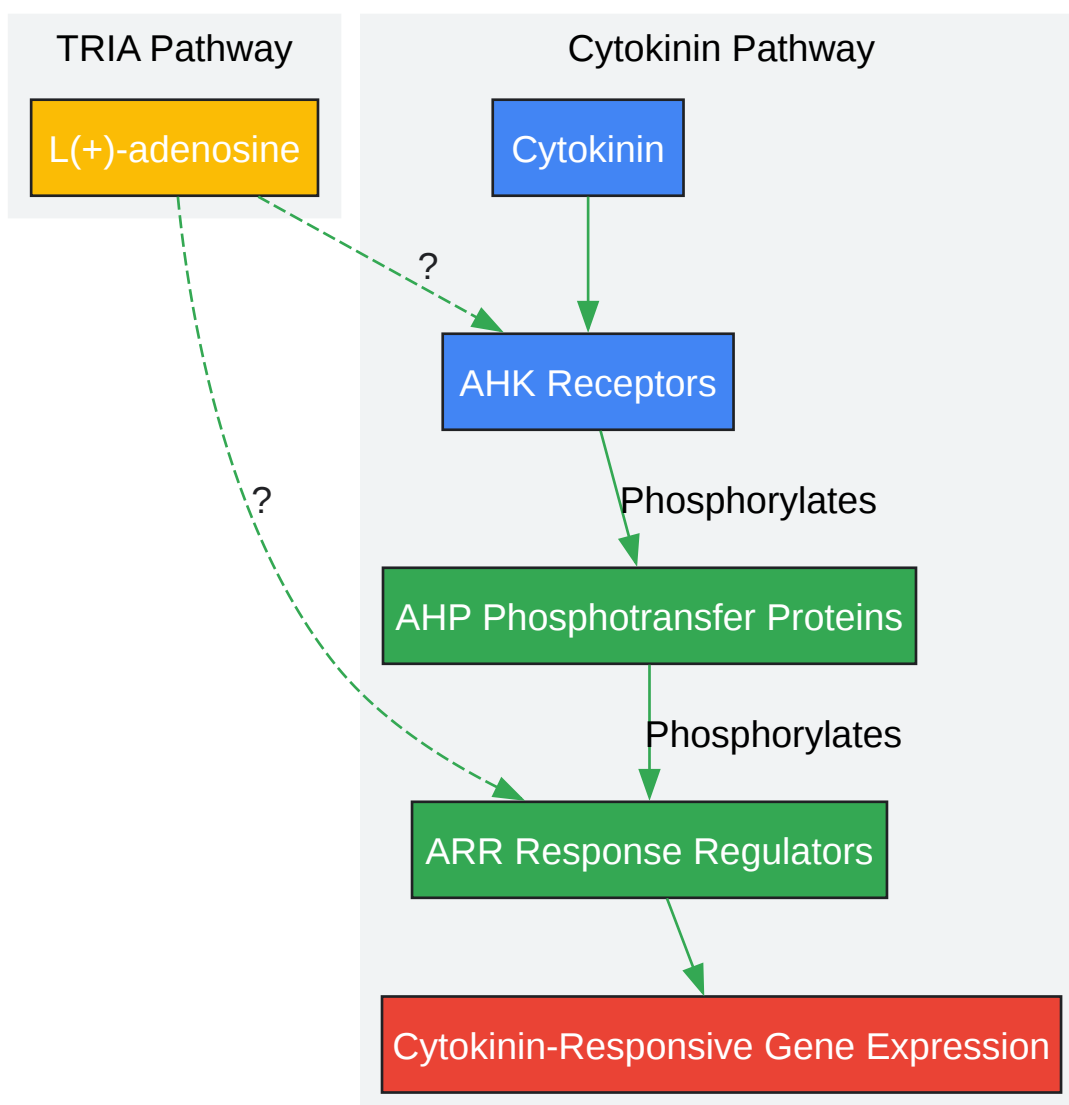 TRIA Pathway
Cytokinin Pathway
L(+)-adenosine
Cytokinin
?
AHK Receptors
?
Phosphorylates
AHP Phosphotransfer Proteins
Phosphorylates
ARR Response Regulators
Cytokinin-Responsive Gene Expression